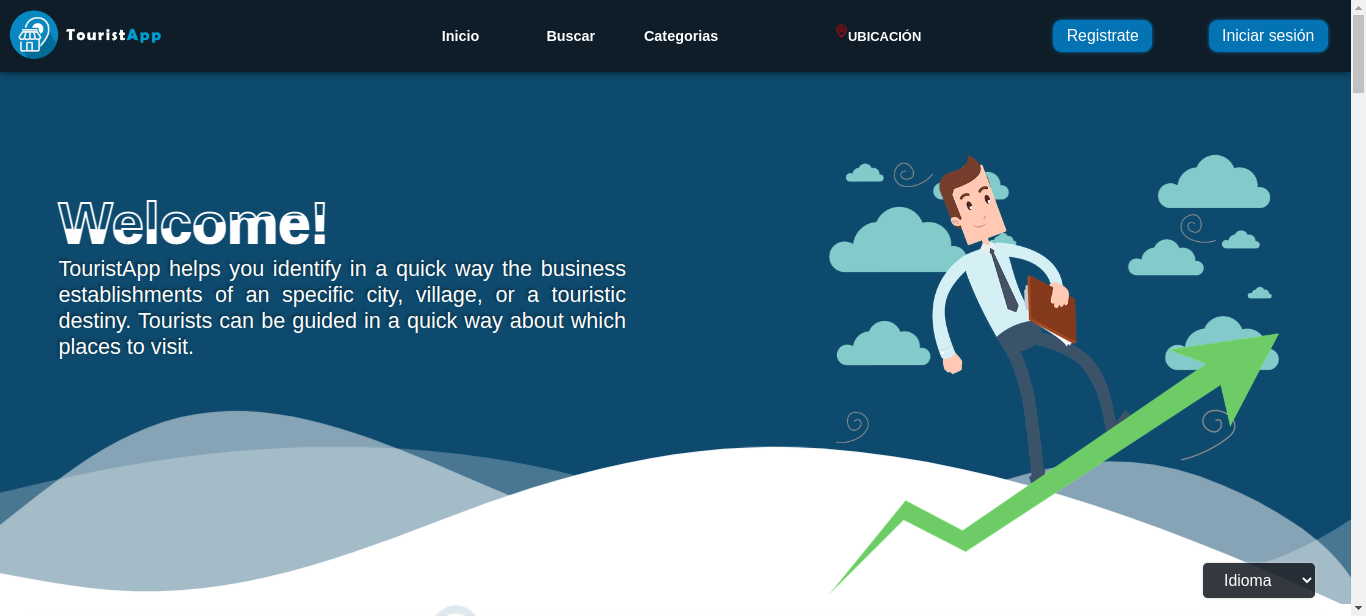 TouristApp
Inicio
Buscar
Categorias
UBICACIÓN
Registrate
Iniciar sesión
Welcome!
TouristApp helps you identify in a quick way the business
establishments of an specific city, village, or a touristic
destiny. Tourists can be guided in a quick way about which
places to visit.
Idioma